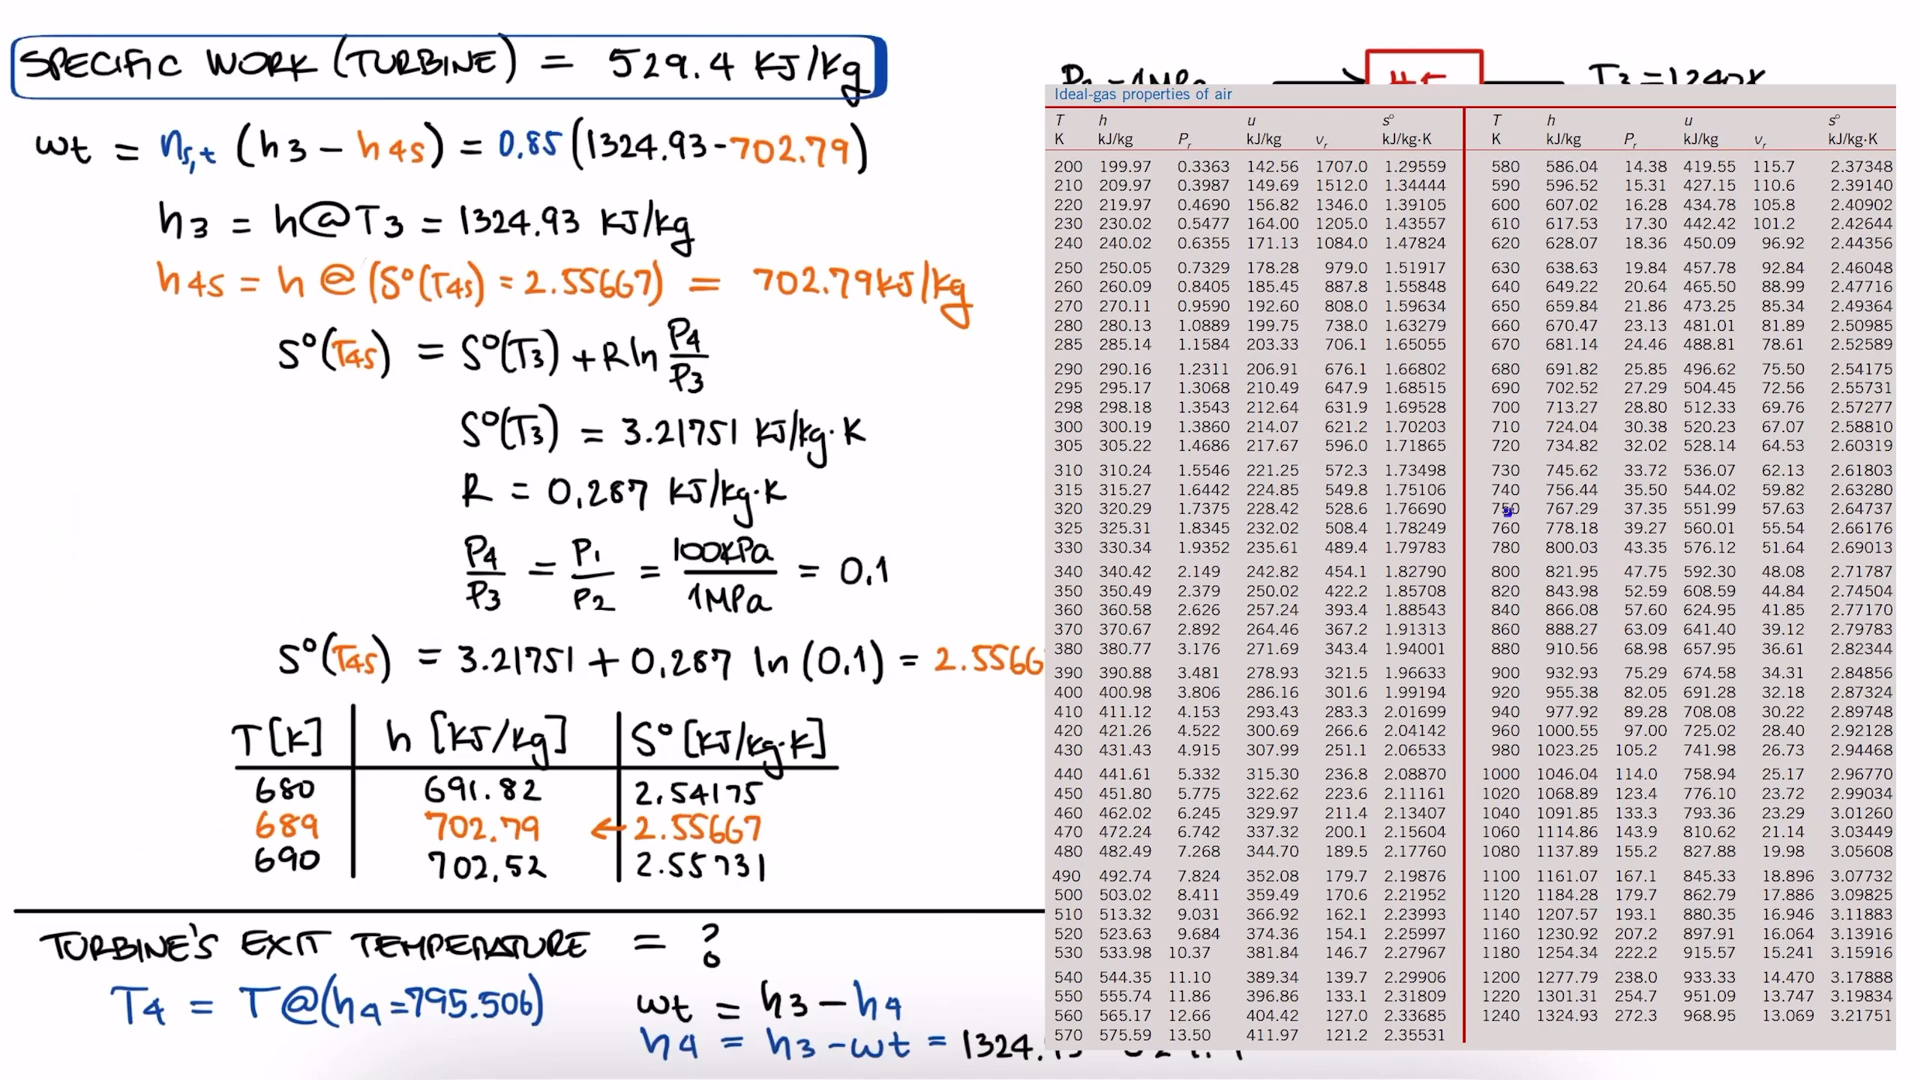 SPECIFIC WORK (TURBINE) = 529.4 KJ/Kg
wt = ηs,t (h3 - h4s) = 0.85 (1324.93-702.79)
h3 = h@T3 = 1324.93 KJ/kg
h4s = h @ (S°(T4s) = 2.55667) = 702.79KJ/kg
S°(T4s) = S°(T3) + R ln P4/P3
S°(T3) = 3.21751 KJ/kg·K
R = 0.287 KJ/kg·K
P4/P3 = P1/P2 = 100KPa/1MPa = 0.1
S°(T4s) = 3.21751 + 0.287 ln (0.1) = 2.5566
T[K] h [KJ/kg] S° [KJ/kg·K]
680 691.82 2.54175
689 702.79 ← 2.55667
690 702.52 2.55731
TURBINE'S EXIT TEMPERATURE = ?
T4 = T@(h4=795.506)
wt = h3 - h4
h4 = h3 - wt = 1324.
T3 = 1240K
Ideal-gas properties of air
T h u s° T h u s°
K kJ/kg Pr kJ/kg vr kJ/kg·K K kJ/kg Pr kJ/kg vr kJ/kg·K
200 199.97 0.3363 142.56 1707.0 1.29559 580 586.04 14.38 419.55 115.7 2.37348
210 209.97 0.3987 149.69 1512.0 1.34444 590 596.52 15.31 427.15 110.6 2.39140
220 219.97 0.4690 156.82 1346.0 1.39105 600 607.02 16.28 434.78 105.8 2.40902
230 230.02 0.5477 164.00 1205.0 1.43557 610 617.53 17.30 442.42 101.2 2.42644
240 240.02 0.6355 171.13 1084.0 1.47824 620 628.07 18.36 450.09 96.92 2.44356
250 250.05 0.7329 178.28 979.0 1.51917 630 638.63 19.84 457.78 92.84 2.46048
260 260.09 0.8405 185.45 887.8 1.55848 640 649.22 20.64 465.50 88.99 2.47716
270 270.11 0.9590 192.60 808.0 1.59634 650 659.84 21.86 473.25 85.34 2.49364
280 280.13 1.0889 199.75 738.0 1.63279 660 670.47 23.13 481.01 81.89 2.50985
285 285.14 1.1584 203.33 706.1 1.65055 670 681.14 24.46 488.81 78.61 2.52589
290 290.16 1.2311 206.91 676.1 1.66802 680 691.82 25.85 496.62 75.50 2.54175
295 295.17 1.3068 210.49 647.9 1.68515 690 702.52 27.29 504.45 72.56 2.55731
298 298.18 1.3543 212.64 631.9 1.69528 700 713.27 28.80 512.33 69.76 2.57277
300 300.19 1.3860 214.07 621.2 1.70203 710 724.04 30.38 520.23 67.07 2.58810
305 305.22 1.4686 217.67 596.0 1.71865 720 734.82 32.02 528.14 64.53 2.60319
310 310.24 1.5546 221.25 572.3 1.73498 730 745.62 33.72 536.07 62.13 2.61803
315 315.27 1.6442 224.85 549.8 1.75106 740 756.44 35.50 544.02 59.82 2.63280
320 320.29 1.7375 228.42 528.6 1.76690 750 767.29 37.35 551.99 57.63 2.64737
325 325.31 1.8345 232.02 508.4 1.78249 760 778.18 39.27 560.01 55.54 2.66176
330 330.34 1.9352 235.61 489.4 1.79783 780 800.03 43.35 576.12 51.64 2.69013
340 340.42 2.149 242.82 454.1 1.82790 800 821.95 47.75 592.30 48.08 2.71787
350 350.49 2.379 250.02 422.2 1.85708 820 843.98 52.59 608.59 44.84 2.74504
360 360.58 2.626 257.24 393.4 1.88543 840 866.08 57.60 624.95 41.85 2.77170
370 370.67 2.892 264.46 367.2 1.91313 860 888.27 63.09 641.40 39.12 2.79783
380 380.77 3.176 271.69 343.4 1.94001 880 910.56 68.98 657.95 36.61 2.82344
390 390.88 3.481 278.93 321.5 1.96633 900 932.93 75.29 674.58 34.31 2.84856
400 400.98 3.806 286.16 301.6 1.99194 920 955.38 82.05 691.28 32.18 2.87324
410 411.12 4.153 293.43 283.3 2.01699 940 977.92 89.28 708.08 30.22 2.89748
420 421.26 4.522 300.69 266.6 2.04142 960 1000.55 97.00 725.02 28.40 2.92128
430 431.43 4.915 307.99 251.1 2.06533 980 1023.25 105.2 741.98 26.73 2.94468
440 441.61 5.332 315.30 236.8 2.08870 1000 1046.04 114.0 758.94 25.17 2.96770
450 451.80 5.775 322.62 223.6 2.11161 1020 1068.89 123.4 776.10 23.72 2.99034
460 462.02 6.245 329.97 211.4 2.13407 1040 1091.85 133.3 793.36 23.29 3.01260
470 472.24 6.742 337.32 200.1 2.15604 1060 1114.86 143.9 810.62 21.14 3.03449
480 482.49 7.268 344.70 189.5 2.17760 1080 1137.89 155.2 827.88 19.98 3.05608
490 492.74 7.824 352.08 179.7 2.19876 1100 1161.07 167.1 845.33 18.896 3.07732
500 503.02 8.411 359.49 170.6 2.21952 1120 1184.28 179.7 862.79 17.886 3.09825
510 513.32 9.031 366.92 162.1 2.23993 1140 1207.57 193.1 880.35 16.946 3.11883
520 523.63 9.684 374.36 154.1 2.25997 1160 1230.92 207.2 897.91 16.064 3.13916
530 533.98 10.37 381.84 146.7 2.27967 1180 1254.34 222.2 915.57 15.241 3.15916
540 544.35 11.10 389.34 139.7 2.29906 1200 1277.79 238.0 933.33 14.470 3.17888
550 555.74 11.86 396.86 133.1 2.31809 1220 1301.31 254.7 951.09 13.747 3.19834
560 565.17 12.66 404.42 127.0 2.33685 1240 1324.93 272.3 968.95 13.069 3.21751
570 575.59 13.50 411.97 121.2 2.35531